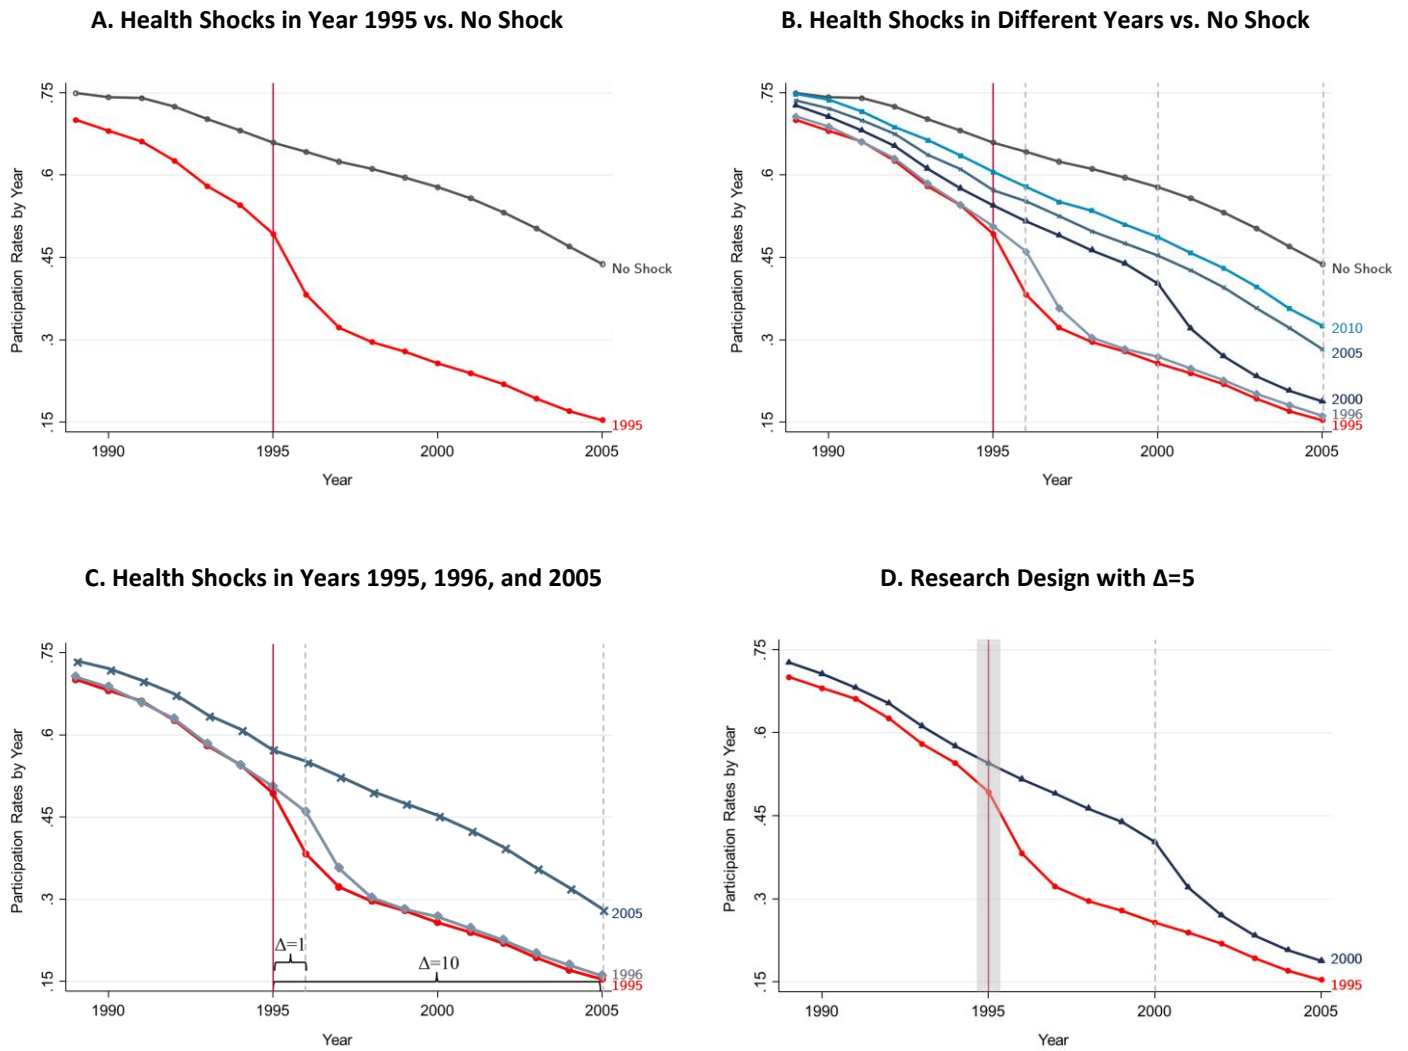 A. Health Shocks in Year 1995 vs. No Shock
Participation Rates by Year
.75
.6
.45
.3
.15
No Shock
1995
1990
1995
2000
2005
Year
B. Health Shocks in Different Years vs. No Shock
Participation Rates by Year
.75
.6
.45
.3
.15
No Shock
2010
2005
2000
1996
1995
1990
1995
2000
2005
Year
C. Health Shocks in Years 1995, 1996, and 2005
Participation Rates by Year
.75
.6
.45
.3
.15
2005
Δ=1
Δ=10
1996
1995
1990
1995
2000
2005
Year
D. Research Design with Δ=5
Participation Rates by Year
.75
.6
.45
.3
.15
2000
1995
1990
1995
2000
2005
Year